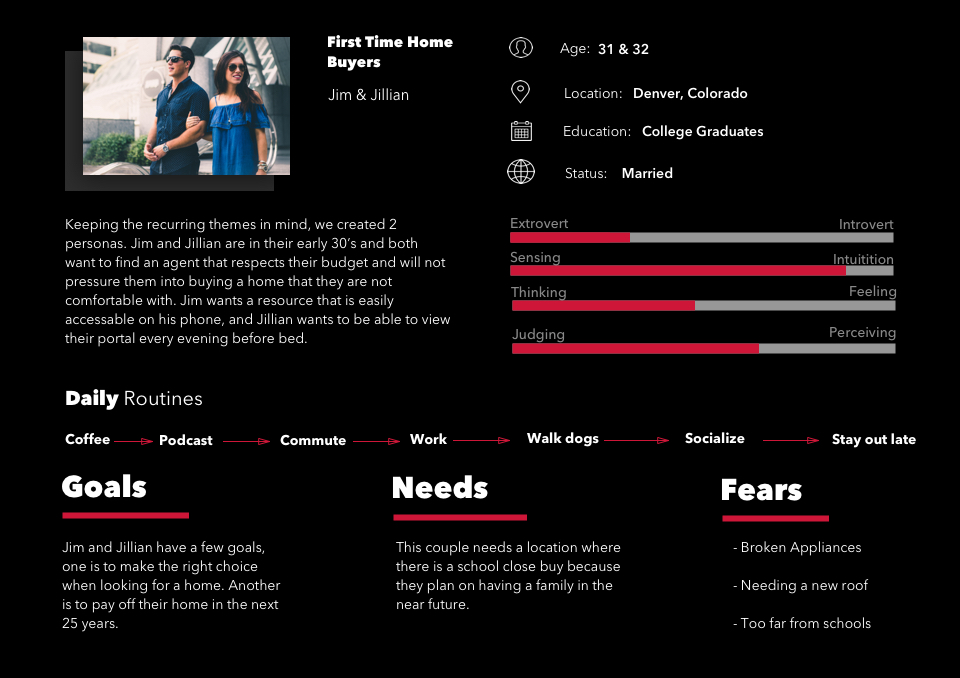 First Time Home
Buyers
Jim & Jillian
Age: 31 & 32
Location: Denver, Colorado
Education: College Graduates
Status: Married
Keeping the recurring themes in mind, we created 2
personas. Jim and Jillian are in their early 30’s and both
want to find an agent that respects their budget and will not
pressure them into buying a home that they are not
comfortable with. Jim wants a resource that is easily
accessable on his phone, and Jillian wants to be able to view
their portal every evening before bed.
Extrovert Introvert
Sensing Intuitition
Thinking Feeling
Judging Perceiving
Daily Routines
Coffee Podcast Commute Work Walk dogs Socialize Stay out late
Goals
Jim and Jillian have a few goals,
one is to make the right choice
when looking for a home. Another
is to pay off their home in the next
25 years.
Needs
This couple needs a location where
there is a school close buy because
they plan on having a family in the
near future.
Fears
- Broken Appliances
- Needing a new roof
- Too far from schools